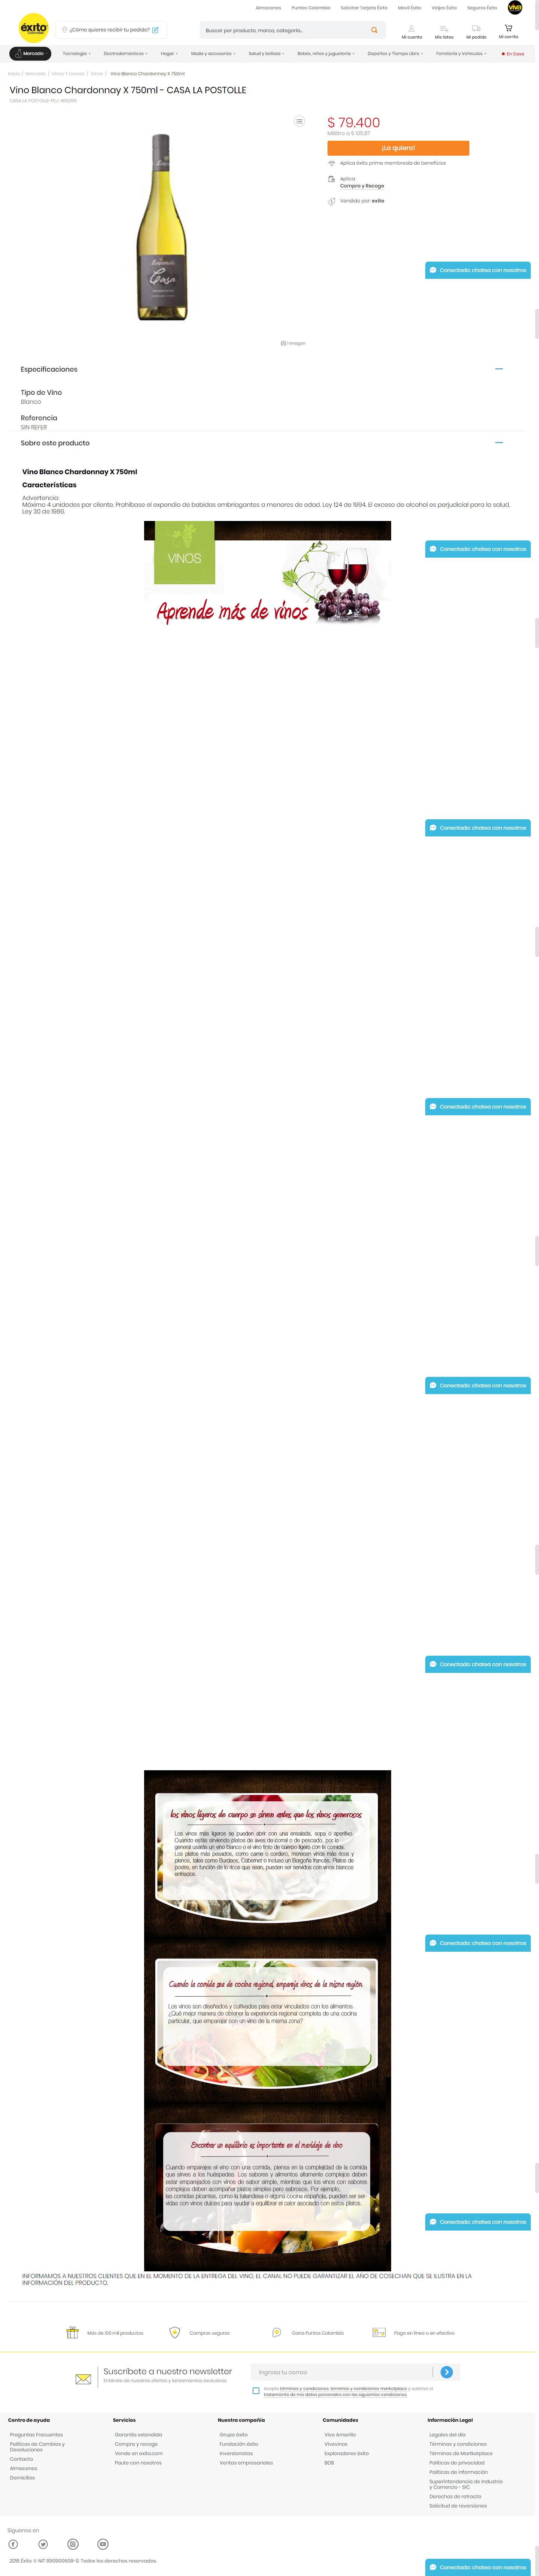 Almacenes Puntos Colombia Solicitar Tarjeta Éxito Móvil Éxito Viajes Éxito Seguros Éxito VIVA
éxito ¿Cómo quieres recibir tu pedido? Buscar por producto, marca, categoría... Mi cuenta Mis listas Mi pedido Mi carrito
Mercado Tecnología Electrodomésticos Hogar Moda y accesorios Salud y belleza Bebés, niños y juguetería Deportes y Tiempo Libre Ferretería y Vehículos En Casa
Inicio / Mercado / Vinos Y Licores / Vinos / Vino Blanco Chardonnay X 750ml
Vino Blanco Chardonnay X 750ml - CASA LA POSTOLLE
CASA LA POSTOLLE
$ 79.400
Mililitro a $ 105,87
¡Lo quiero!
Aplica éxito prime membresía de beneficios
Aplica
Compra y Recoge
Vendido por: exito
Casa
Conectado: chatea con nosotros
1 Imagen
Especificaciones
Tipo de Vino
Blanco
Referencia
SIN REFER
Sobre este producto
Vino Blanco Chardonnay X 750ml
Características
Advertencia:
Máximo 4 unidades por cliente. Prohíbase el expendio de bebidas embriagantes a menores de edad. Ley 124 de 1994. El exceso de alcohol es perjudicial para la salud.
Ley 30 de 1986.
VINOS
Aprende más de vinos
Conectado: chatea con nosotros
Conectado: chatea con nosotros
Conectado: chatea con nosotros
Conectado: chatea con nosotros
Conectado: chatea con nosotros
los vinos ligeros de cuerpo se sirven antes que los vinos generosos
Los vinos más ligeros se pueden abrir con una ensalada, sopa o aperitivo.
Cuando estás sirviendo platos de aves de corral o de pescado, por lo
general usarás un vino blanco o el vino tinto de cuerpo ligero con la comida.
Los platos más pesados, como carne o cordero, merecen vinos más ricos y
plenos, tales como Burdeos, Cabernet o incluso un Borgoña francés. Platos de
postre, en función de lo ricos que sean, pueden ser servidos con vinos blancos
enfriados.
Conectado: chatea con nosotros
Cuando la comida sea de cocina regional, empareja vinos de la misma región.
Los vinos son diseñados y cultivados para estar vinculados con los alimentos.
¿Qué mejor manera de obtener la experiencia regional completa de una cocina
particular, que emparejar con un vino de la misma zona?
Encontrar un equilibrio es importante en el maridaje de vino
Cuando emparejes el vino con una comida, piensa en la complejidad de la comida
que sirves a los huéspedes. Los sabores y alimentos altamente complejos deben
estar emparejados con vinos de sabor simple, mientras que los vinos con sabores
complejos deben acompañar platos simples pero sabrosos. Por ejemplo,
las comidas picantes, como la tailandesa o alguna cocina española, pueden ser ser
vidas con vinos dulces para ayudar a equilibrar el calor asociado con estos platos.
Conectado: chatea con nosotros
INFORMAMOS A NUESTROS CLIENTES QUE EN EL MOMENTO DE LA ENTREGA DEL VINO, EL CANAL NO PUEDE GARANTIZAR EL AÑO DE COSECHAN QUE SE ILUSTRA EN LA
INFORMACIÓN DEL PRODUCTO.
Más de 100 mil productos Compras seguras Gana Puntos Colombia Paga en línea o en efectivo
Suscríbete a nuestro newsletter
Entérate de nuestras ofertas y lanzamientos exclusivos
Ingresa tu correo
Acepto términos y condiciones, términos y condiciones marketplace y autorizo el
tratamiento de mis datos personales con las siguientes condiciones
Centro de ayuda
Preguntas Frecuentes
Políticas de Cambios y
Devoluciones
Contacto
Almacenes
Domicilios
Servicios
Garantía extendida
Compra y recoge
Vende en exito.com
Paute con nosotros
Nuestra compañía
Grupo éxito
Fundación éxito
Inversionistas
Ventas empresariales
Comunidades
Vive Amarillo
Vivevinos
Exploradores éxito
BDB
Información Legal
Legales del día
Términos y condiciones
Términos de Marketplace
Políticas de privacidad
Políticas de información
Superintendencia de Industria
y Comercio - SIC
Derechos de retracto
Solicitud de reversiones
Síguenos en
2018 Éxito © NIT 890900608-9. Todos los derechos reservados.
Conectado: chatea con nosotros